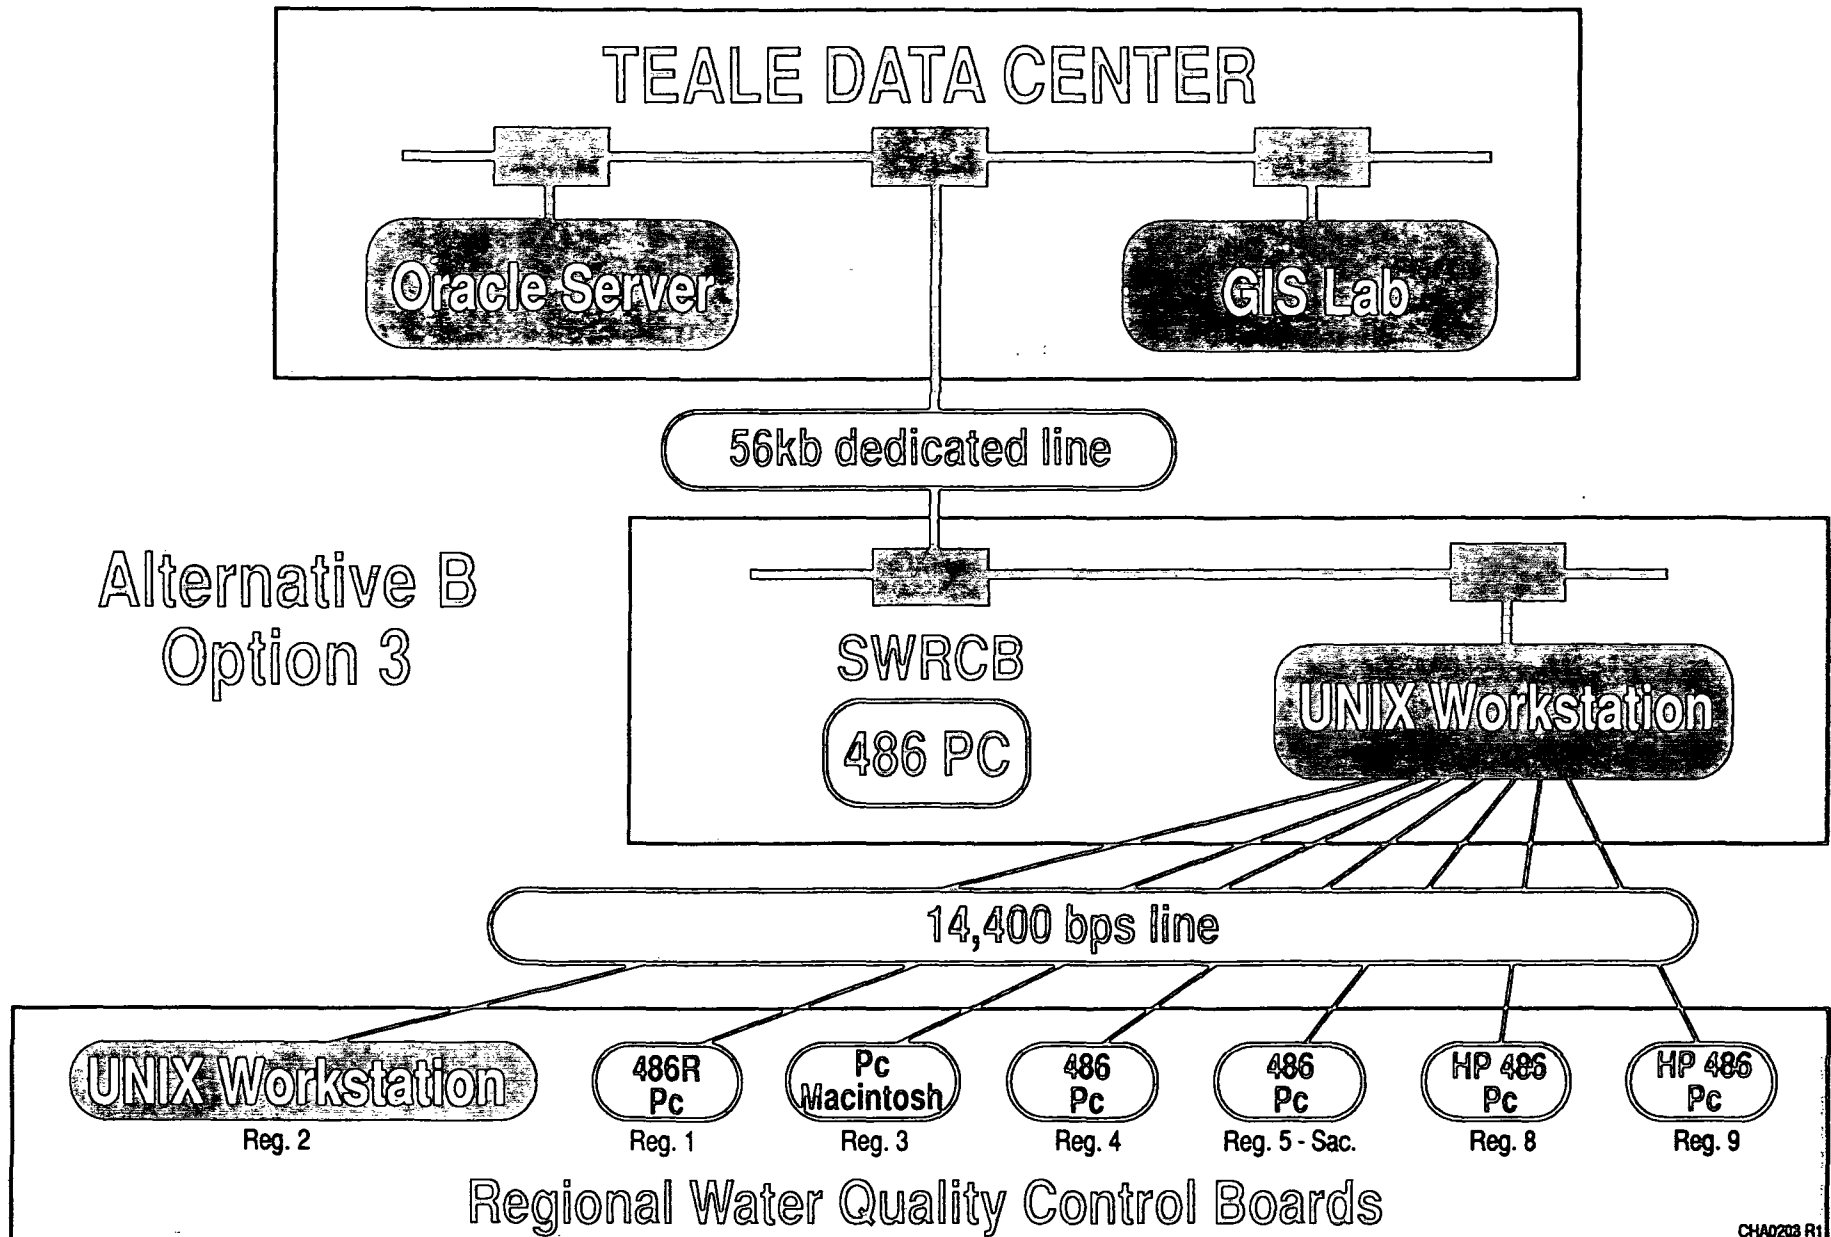 TEALE DATA CENTER
Oracle Server
GIS Lab
56kb dedicated line
Alternative B
Option 3
SWRCB
486 PC
UNIX Workstation
14,400 bps line
UNIX Workstation
Reg. 2
486R
Pc
Reg. 1
Pc
Macintosh
Reg. 3
486
Pc
Reg. 4
486
Pc
Reg. 5 - Sac.
HP 486
Pc
Reg. 8
HP 486
Pc
Reg. 9
Regional Water Quality Control Boards
CHA0203 R1